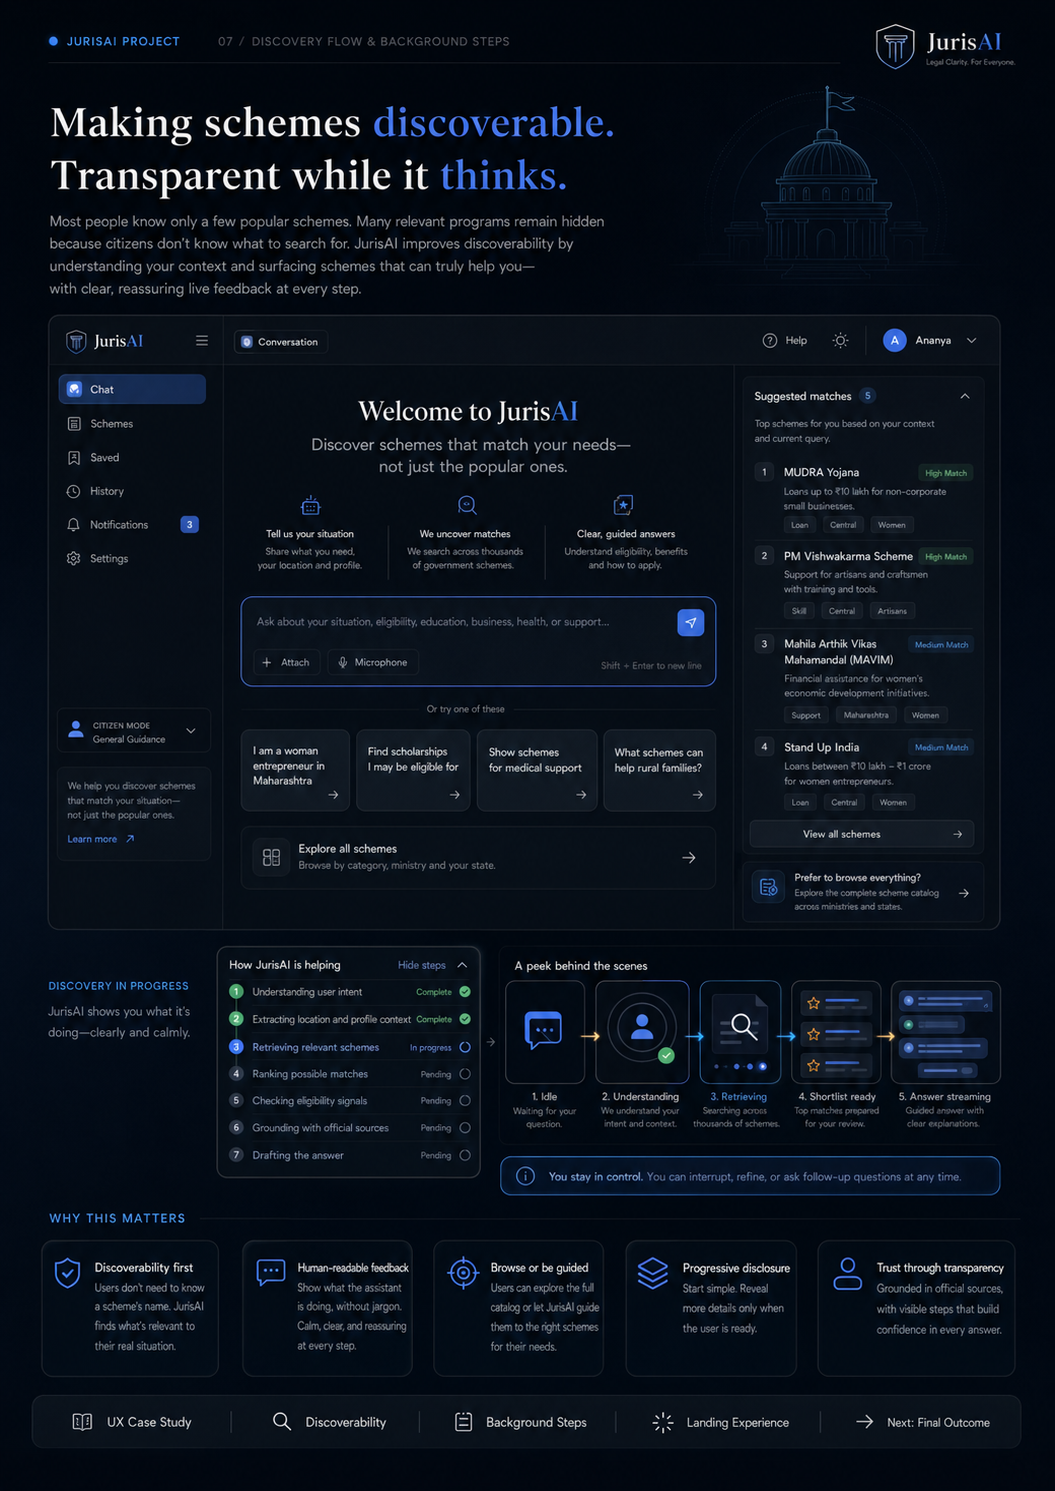 JURISAI PROJECT
07 / DISCOVERY FLOW & BACKGROUND STEPS
JurisAI
Legal Clarity. For Everyone.
Making schemes discoverable.
Transparent while it thinks.
Most people know only a few popular schemes. Many relevant programs remain hidden
because citizens don't know what to search for. JurisAI improves discoverability by
understanding your context and surfacing schemes that can truly help you—
with clear, reassuring live feedback at every step.
JurisAI
Conversation
Help
A
Ananya
Chat
Schemes
Saved
History
Notifications
3
Settings
CITIZEN MODE
General Guidance
We help you discover schemes
that match your situation—
not just the popular ones.
Learn more
Welcome to JurisAI
Discover schemes that match your needs—
not just the popular ones.
Tell us your situation
Share what you need,
your location and profile.
We uncover matches
We search across thousands
of government schemes.
Clear, guided answers
Understand eligibility, benefits
and how to apply.
Ask about your situation, eligibility, education, business, health, or support...
Attach
Microphone
Shift + Enter to new line
Or try one of these
I am a woman
entrepreneur in
Maharashtra
Find scholarships
I may be eligible for
Show schemes
for medical support
What schemes can
help rural families?
Explore all schemes
Browse by category, ministry and your state.
Suggested matches
5
Top schemes for you based on your context
and current query.
1
MUDRA Yojana
High Match
Loans up to ₹10 lakh for non-corporate
small businesses.
Loan
Central
Women
2
PM Vishwakarma Scheme
High Match
Support for artisans and craftsmen
with training and tools.
Skill
Central
Artisans
3
Mahila Arthik Vikas
Mahamandal (MAVIM)
Medium Match
Financial assistance for women's
economic development initiatives.
Support
Maharashtra
Women
4
Stand Up India
Medium Match
Loans between ₹10 lakh – ₹1 crore
for women entrepreneurs.
Loan
Central
Women
View all schemes
Prefer to browse everything?
Explore the complete scheme catalog
across ministries and states.
DISCOVERY IN PROGRESS
JurisAI shows you what it's
doing—clearly and calmly.
How JurisAI is helping
Hide steps
1 Understanding user intent Complete
2 Extracting location and profile context Complete
3 Retrieving relevant schemes In progress
4 Ranking possible matches Pending
5 Checking eligibility signals Pending
6 Grounding with official sources Pending
7 Drafting the answer Pending
A peek behind the scenes
1. Idle
Waiting for your
question.
2. Understanding
We understand your
intent and context.
3. Retrieving
Searching across
thousands of schemes.
4. Shortlist ready
Top matches prepared
for your review.
5. Answer streaming
Guided answer with
clear explanations.
You stay in control. You can interrupt, refine, or ask follow-up questions at any time.
WHY THIS MATTERS
Discoverability first
Users don't need to know
a scheme's name. JurisAI
finds what's relevant to
their real situation.
Human-readable feedback
Show what the assistant
is doing, without jargon.
Calm, clear, and reassuring
at every step.
Browse or be guided
Users can explore the full
catalog or let JurisAI guide
them to the right schemes
for their needs.
Progressive disclosure
Start simple. Reveal
more details only when
the user is ready.
Trust through transparency
Grounded in official sources,
with visible steps that build
confidence in every answer.
UX Case Study
Discoverability
Background Steps
Landing Experience
Next: Final Outcome